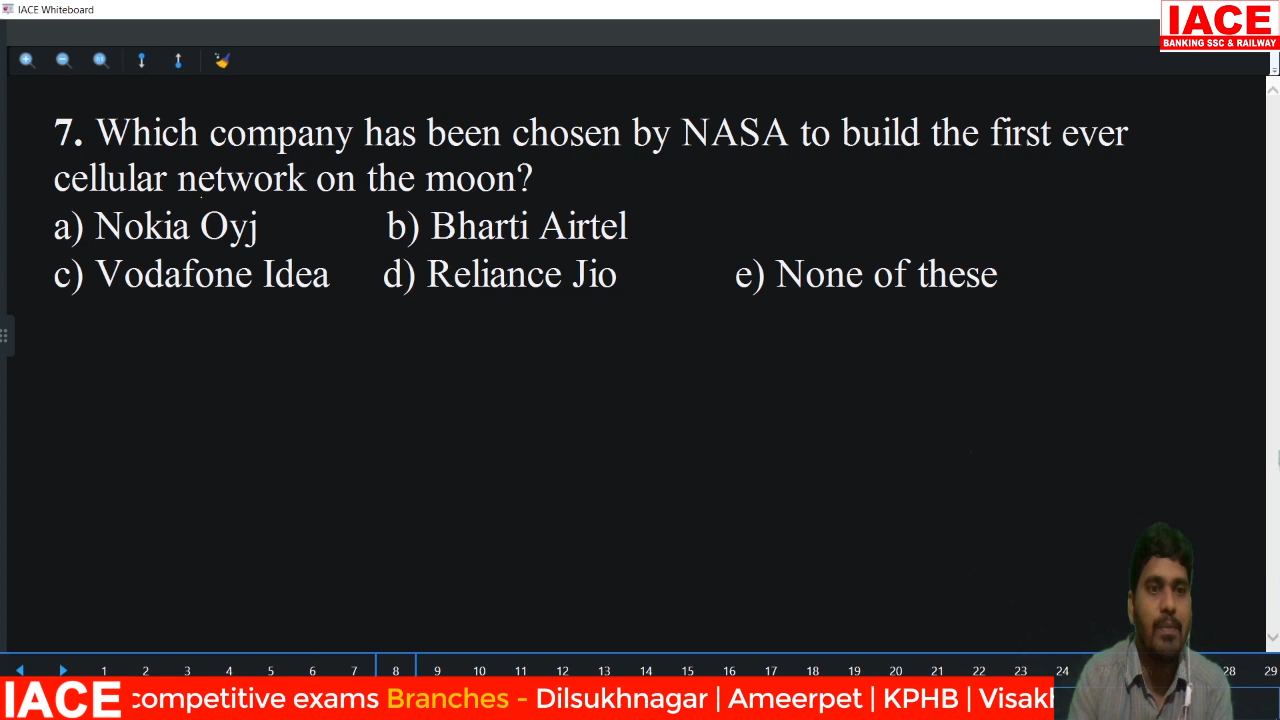 IACE Whiteboard
IACE
BANKING SSC & RAILWAY
7. Which company has been chosen by NASA to build the first ever
cellular network on the moon?
a) Nokia Oyj b) Bharti Airtel
c) Vodafone Idea d) Reliance Jio e) None of these
1 2 3 4 5 6 7 8 9 10 11 12 13 14 15 16 17 18 19 20 21 22 23 24 28 29
IACE competitive exams Branches - Dilsukhnagar | Ameerpet | KPHB | Visakh